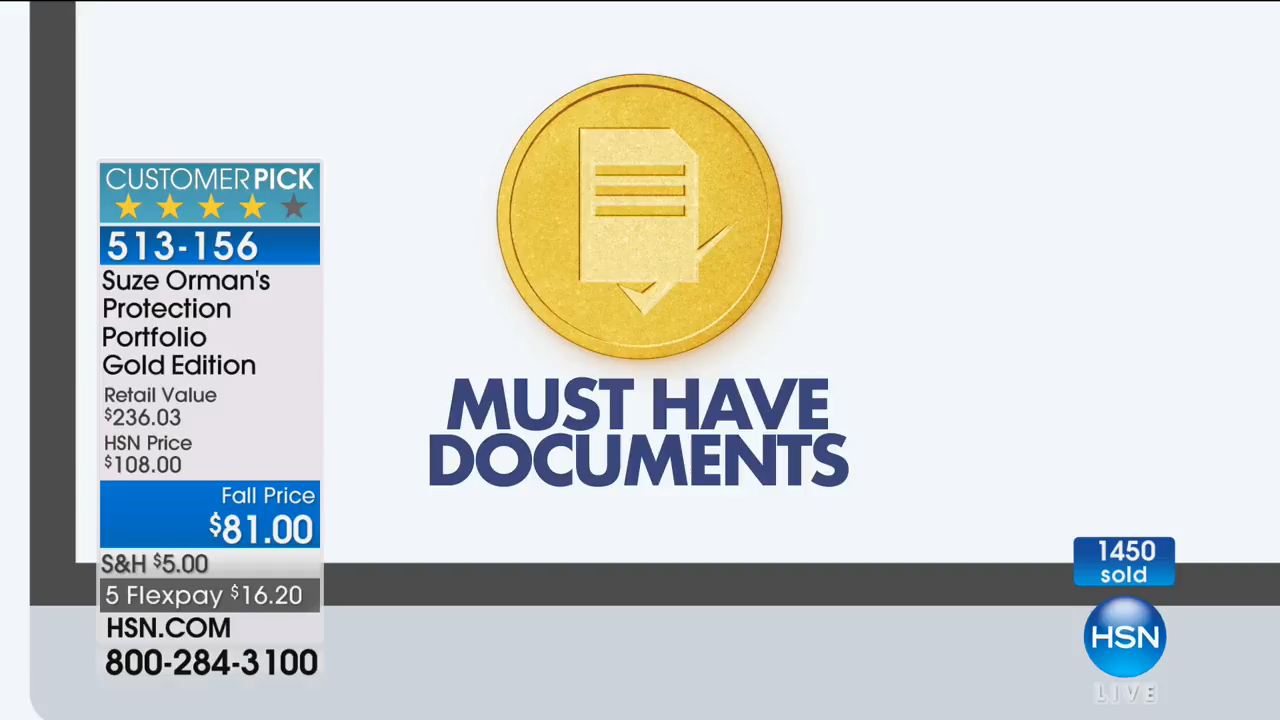 CUSTOMERPICK
513-156
Suze Orman's
Protection
Portfolio
Gold Edition
Retail Value
$236.03
HSN Price
$108.00
Fall Price
$81.00
S&H $5.00
5 Flexpay $16.20
HSN.COM
800-284-3100
MUST HAVE
DOCUMENTS
1450
sold
HSN
LIVE